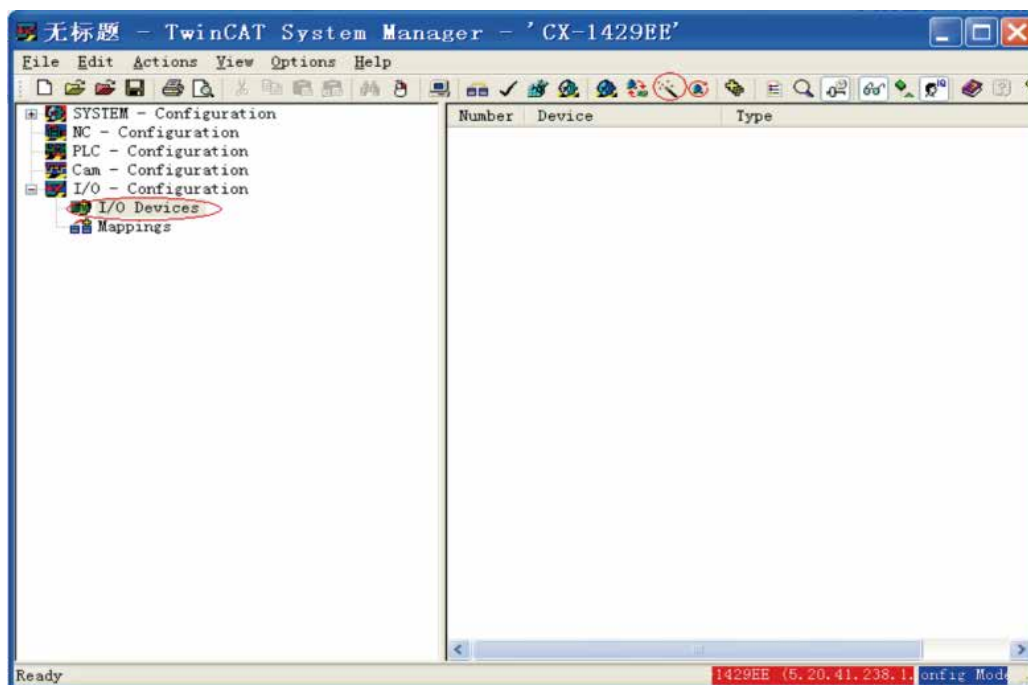 无标题 - TwinCAT System Manager - 'CX-1429EE'
File Edit Actions View Options Help
SYSTEM - Configuration
NC - Configuration
PLC - Configuration
Cam - Configuration
I/O - Configuration
I/O Devices
Mappings
Number Device Type
Ready
1429EE (5.20.41.238.1. onfig Mode